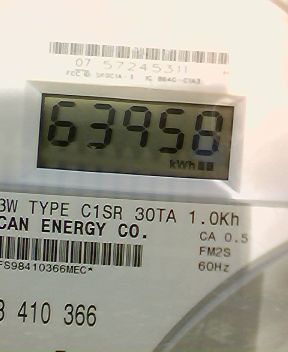 07 57245311
63958
kWh
3W TYPE C1SR 30TA 1.0Kh
CAN ENERGY CO.
CA 0.5
FM2S
FS98410366MEC*
60Hz
8 410 366